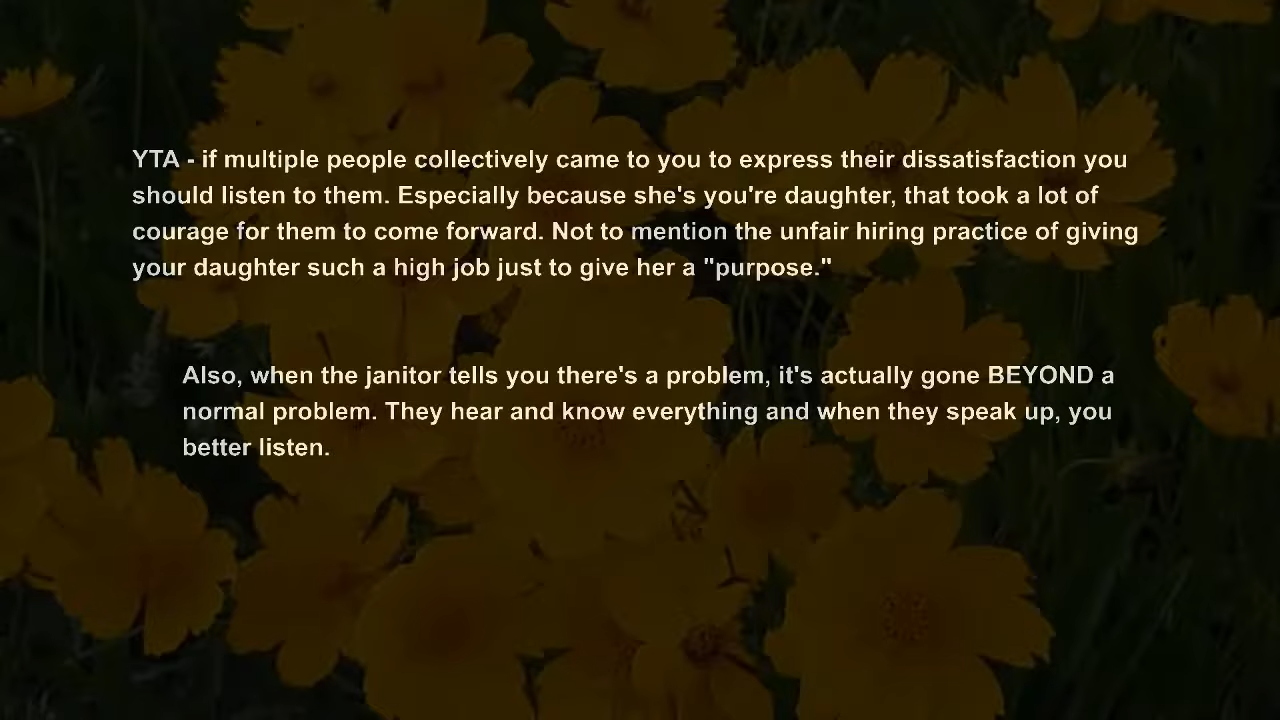 YTA - if multiple people collectively came to you to express their dissatisfaction you
should listen to them. Especially because she's you're daughter, that took a lot of
courage for them to come forward. Not to mention the unfair hiring practice of giving
your daughter such a high job just to give her a "purpose."
Also, when the janitor tells you there's a problem, it's actually gone BEYOND a
normal problem. They hear and know everything and when they speak up, you
better listen.